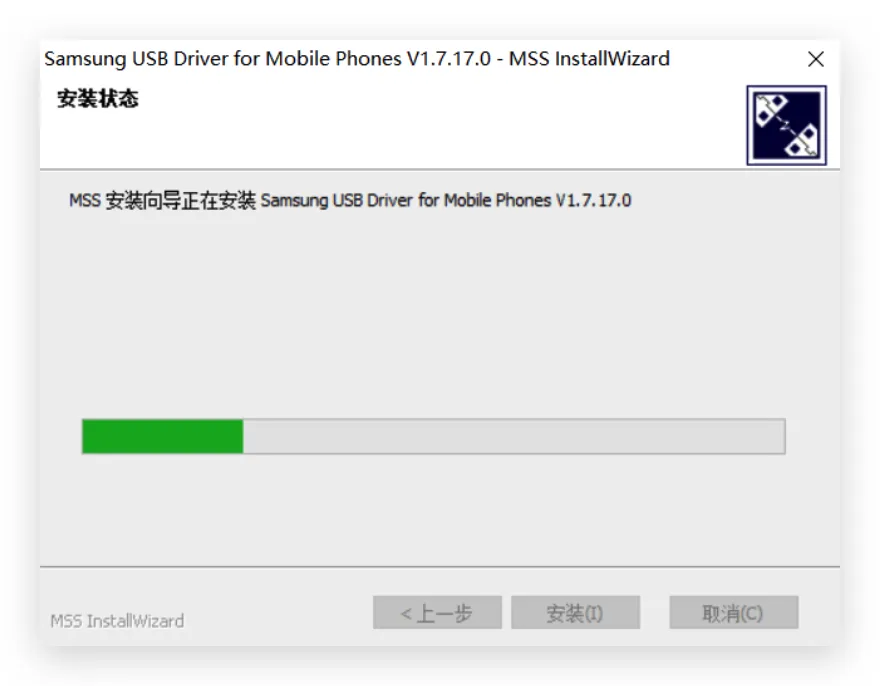 Samsung USB Driver for Mobile Phones V1.7.17.0 - MSS InstallWizard
安装状态
MSS 安装向导正在安装 Samsung USB Driver for Mobile Phones V1.7.17.0
MSS InstallWizard
< 上一步
安装(I)
取消(C)